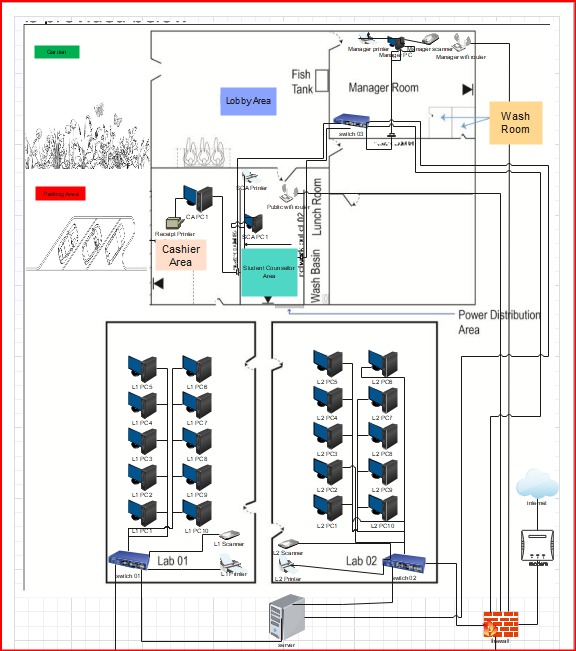 Garden
Parking Area
Manager printer
Manager scanner
Manager PC
Manager wifi router
Fish
Tank
Manager Room
Lobby Area
Wash
Room
switch 03
SCA Printer
Public wifi router
CA PC1
Receipt Printer
SCA PC1
Cashier
Area
Student Counsellor
Area
Lunch Room
Wash Basin
Power Distribution
Area
L1 PC5
L1 PC6
L1 PC4
L1 PC7
L1 PC3
L1 PC8
L1 PC2
L1 PC9
L1 PC1
L1 PC10
L1 Scanner
L1 Printer
Lab 01
switch 01
L2 PC5
L2 PC6
L2 PC4
L2 PC7
L2 PC3
L2 PC8
L2 PC2
L2 PC9
L2 PC1
L2 PC10
L2 Scanner
L2 Printer
Lab 02
switch 02
internet
modem
server
firewall